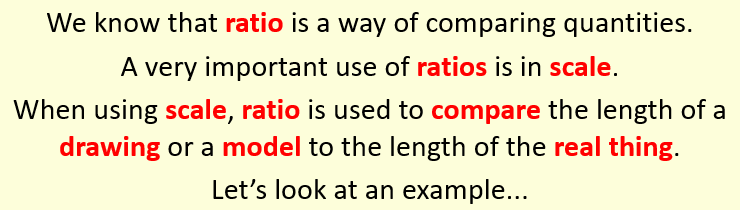 We know that ratio is a way of comparing quantities.
A very important use of ratios is in scale.
When using scale, ratio is used to compare the length of a
drawing or a model to the length of the real thing.
Let’s look at an example...